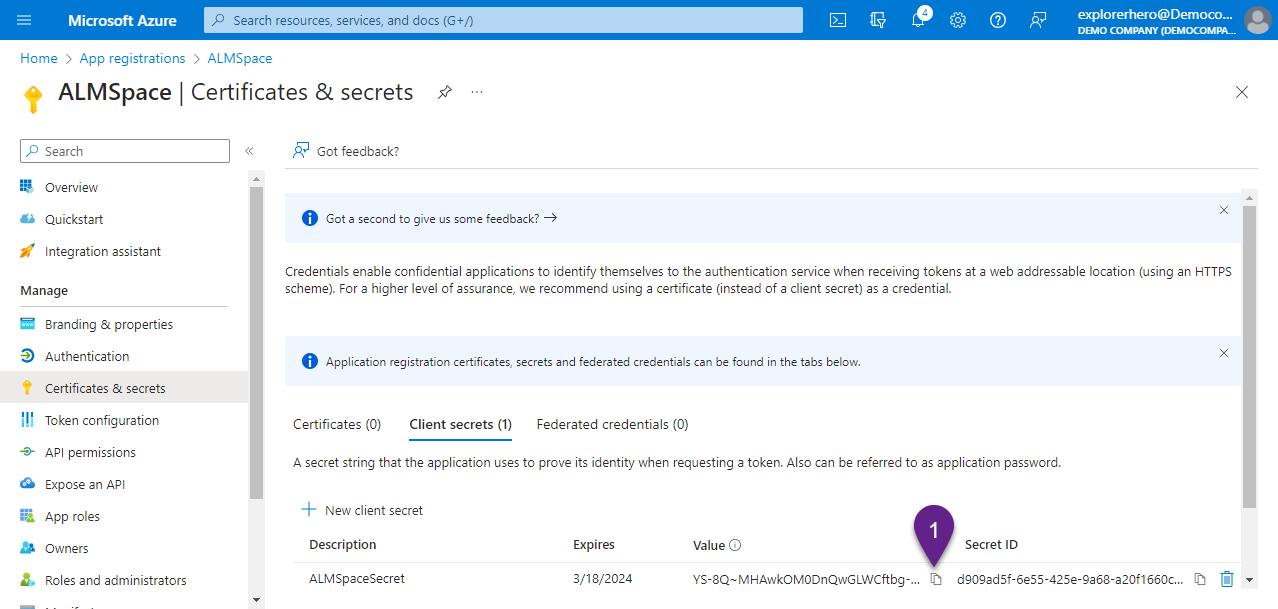 Microsoft Azure
Search resources, services, and docs (G+/)
4
explorerhero@Democo...
DEMO COMPANY (DEMOCOMPA...
Home > App registrations > ALMSpace
ALMSpace | Certificates & secrets
...
Search
«
Overview
Quickstart
Integration assistant
Manage
Branding & properties
Authentication
Certificates & secrets
Token configuration
API permissions
Expose an API
App roles
Owners
Roles and administrators
Got feedback?
Got a second to give us some feedback? →
Credentials enable confidential applications to identify themselves to the authentication service when receiving tokens at a web addressable location (using an HTTPS
scheme). For a higher level of assurance, we recommend using a certificate (instead of a client secret) as a credential.
Application registration certificates, secrets and federated credentials can be found in the tabs below.
Certificates (0) Client secrets (1) Federated credentials (0)
A secret string that the application uses to prove its identity when requesting a token. Also can be referred to as application password.
New client secret
1
Description Expires Value Secret ID
ALMSpaceSecret 3/18/2024 YS-8Q~MHAwkOM0DnQwGLWCftbg-... d909ad5f-6e55-425e-9a68-a20f1660c...